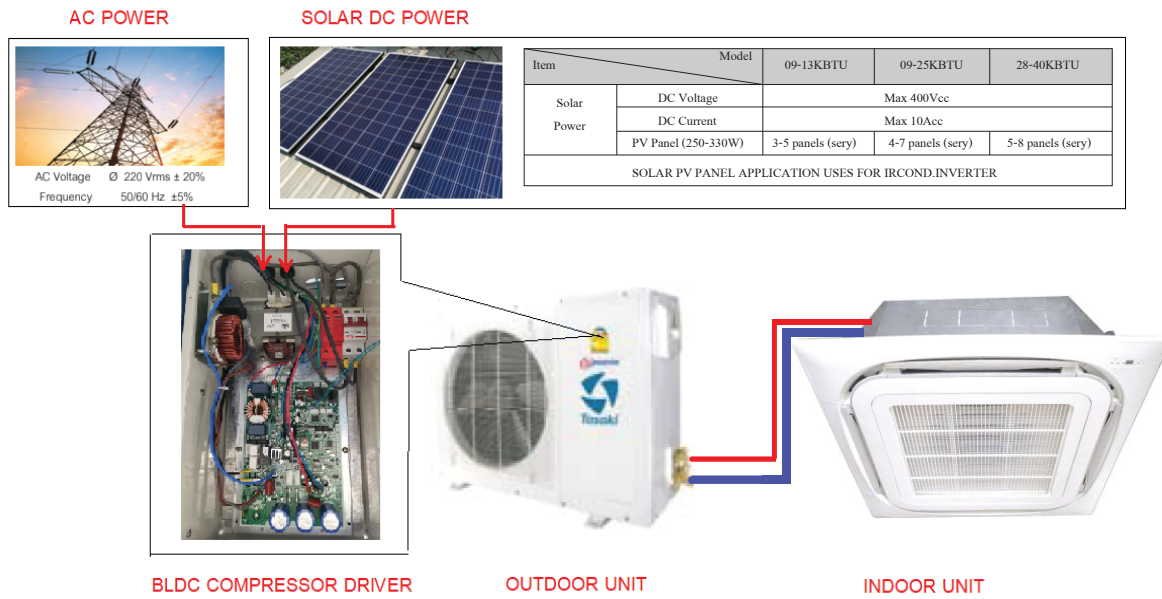 AC POWER
SOLAR DC POWER
AC Voltage Ø 220 Vrms ± 20%
Frequency 50/60 Hz ±5%
Item Model 09-13KBTU 09-25KBTU 28-40KBTU
Solar Power DC Voltage Max 400Vcc
DC Current Max 10Acc
PV Panel (250-330W) 3-5 panels (sery) 4-7 panels (sery) 5-8 panels (sery)
SOLAR PV PANEL APPLICATION USES FOR IRCOND.INVERTER
Tasaki
BLDC COMPRESSOR DRIVER
OUTDOOR UNIT
INDOOR UNIT